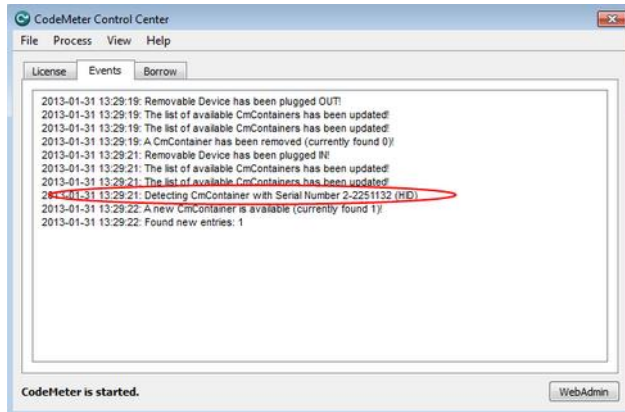 CodeMeter Control Center
File Process View Help
License Events Borrow
2013-01-31 13:29:19: Removable Device has been plugged OUT!
2013-01-31 13:29:19: The list of available CmContainers has been updated!
2013-01-31 13:29:19: The list of available CmContainers has been updated!
2013-01-31 13:29:19: A CmContainer has been removed (currently found 0)!
2013-01-31 13:29:21: Removable Device has been plugged IN!
2013-01-31 13:29:21: The list of available CmContainers has been updated!
2013-01-31 13:29:21: The list of available CmContainers has been updated!
2013-01-31 13:29:21: Detecting CmContainer with Serial Number 2-2251132 (HID)
2013-01-31 13:29:22: A new CmContainer is available (currently found 1)!
2013-01-31 13:29:22: Found new entries: 1
CodeMeter is started. WebAdmin